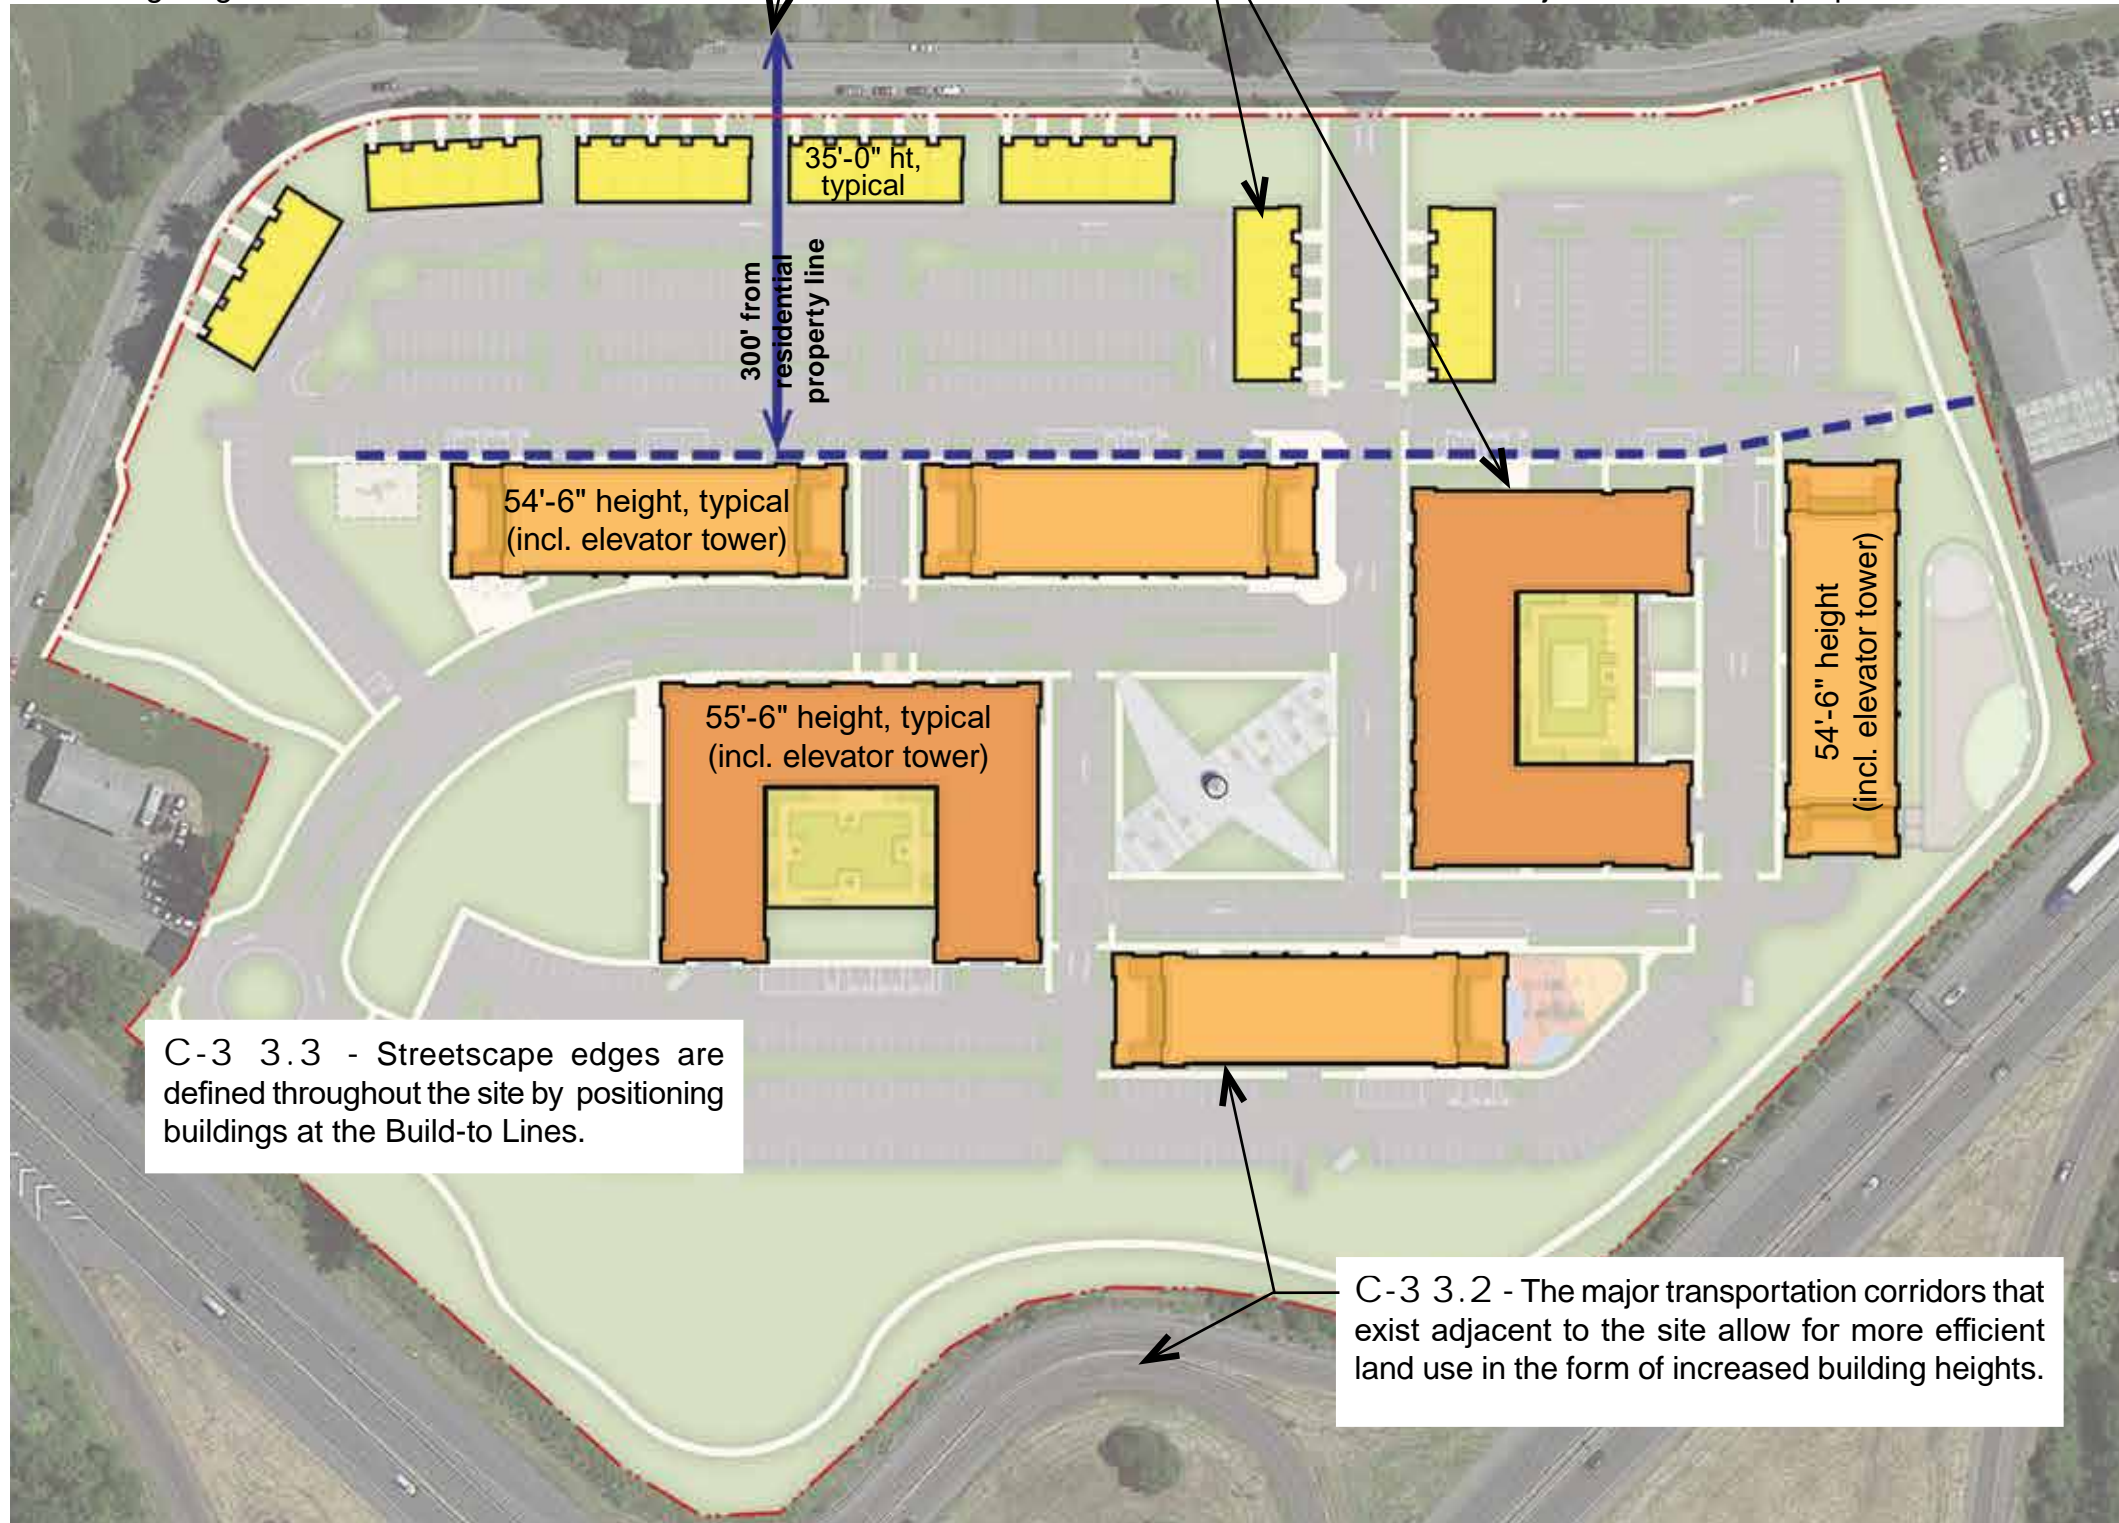 35'-0" ht,
typical
300' from
residential
property line
54'-6" height, typical
(incl. elevator tower)
54'-6" height
(incl. elevator tower)
55'-6" height, typical
(incl. elevator tower)
C-3 3.3 - Streetscape edges are
defined throughout the site by positioning
buildings at the Build-to Lines.
C-3 3.2 - The major transportation corridors that
exist adjacent to the site allow for more efficient
land use in the form of increased building heights.